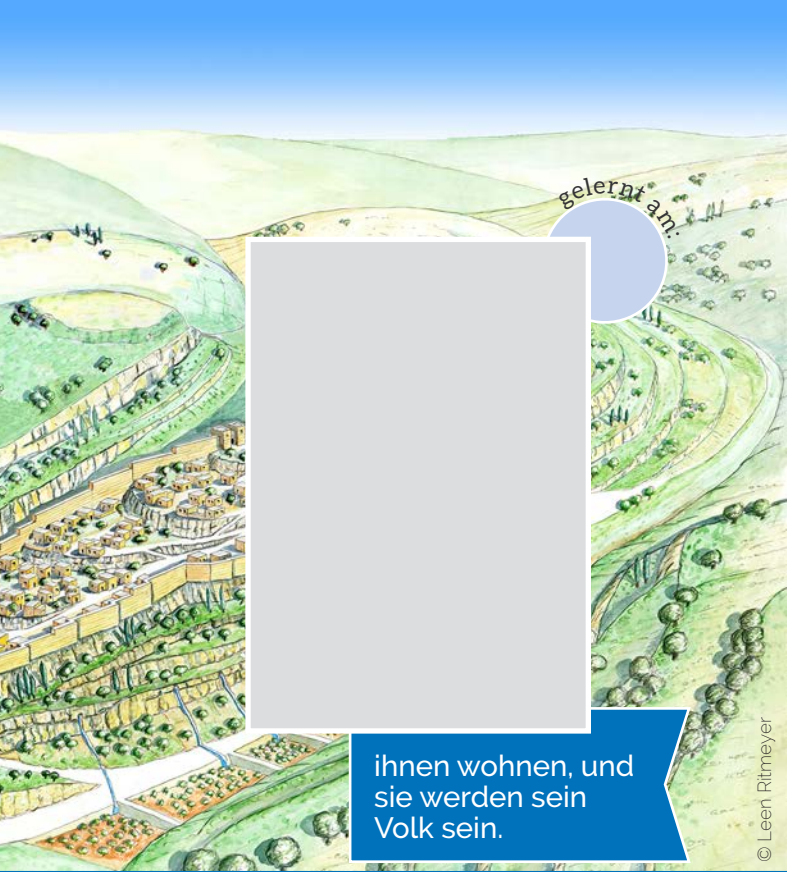 gelernt am:
ihnen wohnen, und
sie werden sein
Volk sein.
© Leen Ritmeyer